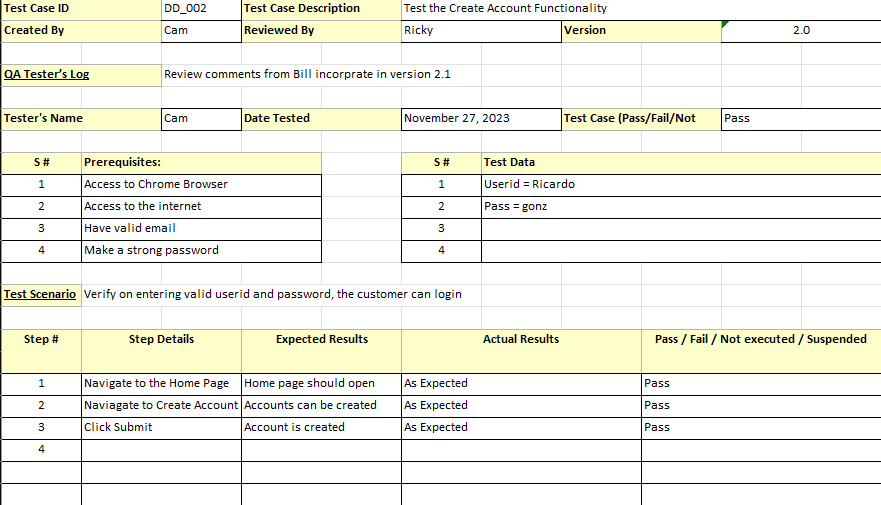 Test Case ID DD_002 Test Case Description Test the Create Account Functionality
Created By Cam Reviewed By Ricky Version 2.0
QA Tester's Log Review comments from Bill incorprate in version 2.1
Tester's Name Cam Date Tested November 27, 2023 Test Case (Pass/Fail/Not Pass
S # Prerequisites: S # Test Data
1 Access to Chrome Browser 1 Userid = Ricardo
2 Access to the internet 2 Pass = gonz
3 Have valid email 3
4 Make a strong password 4
Test Scenario Verify on entering valid userid and password, the customer can login
Step # Step Details Expected Results Actual Results Pass / Fail / Not executed / Suspended
1 Navigate to the Home Page Home page should open As Expected Pass
2 Naviagate to Create Account Accounts can be created As Expected Pass
3 Click Submit Account is created As Expected Pass
4